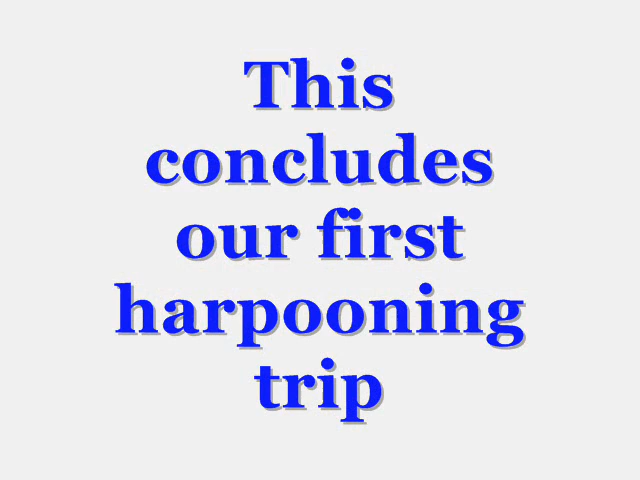 This
concludes
our first
harpooning
trip